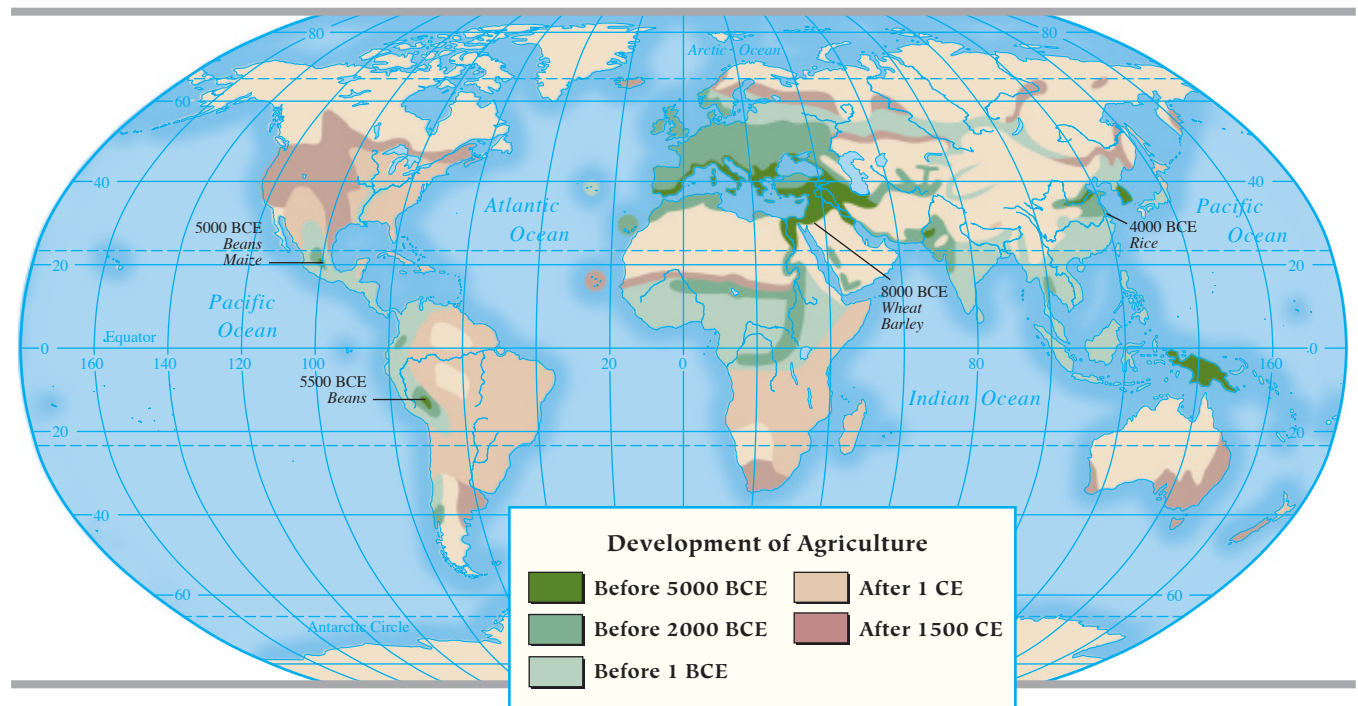 80
80
Arctic Ocean
60
60
40
40
5000 BCE
Beans
Maize
Atlantic
Ocean
4000 BCE
Rice
Pacific
Ocean
20
20
20
Pacific
Ocean
8000 BCE
Wheat
Barley
Equator
0
0
160
140
120
100
20
0
80
160
5500 BCE
Beans
Indian Ocean
20
20
40
60
60
Antarctic Circle
Development of Agriculture
Before 5000 BCE
After 1 CE
Before 2000 BCE
After 1500 CE
Before 1 BCE